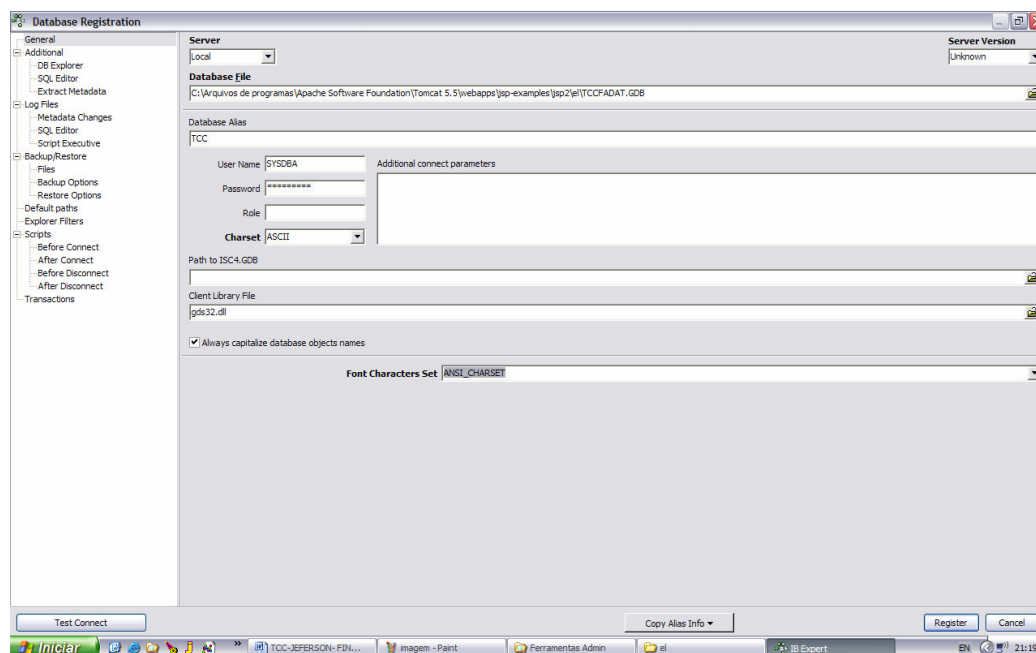 Database Registration
General
Additional
DB Explorer
SQL Editor
Extract Metadata
Log Files
Metadata Changes
SQL Editor
Script Executive
Backup/Restore
Files
Backup Options
Restore Options
Default paths
Explorer Filters
Scripts
Before Connect
After Connect
Before Disconnect
After Disconnect
Transactions
Server
Server Version
Local
Unknown
Database File
C:\Arquivos de programas\Apache Software Foundation\Tomcat 5.5\webapps\jsp-examples\jsp2\el\TCCFADAT.GDB
Database Alias
TCC
User Name SYSDBA
Additional connect parameters
Password *********
Role
Charset ASCII
Path to ISC4.GDB
Client Library File
gds32.dll
Always capitalize database objects names
Font Characters Set ANSI_CHARSET
Test Connect
Copy Alias Info
Register
Cancel
Iniciar » TCC-JEFERSON-FIN... imagem - Paint Ferramentas Admin el IB Expert EN